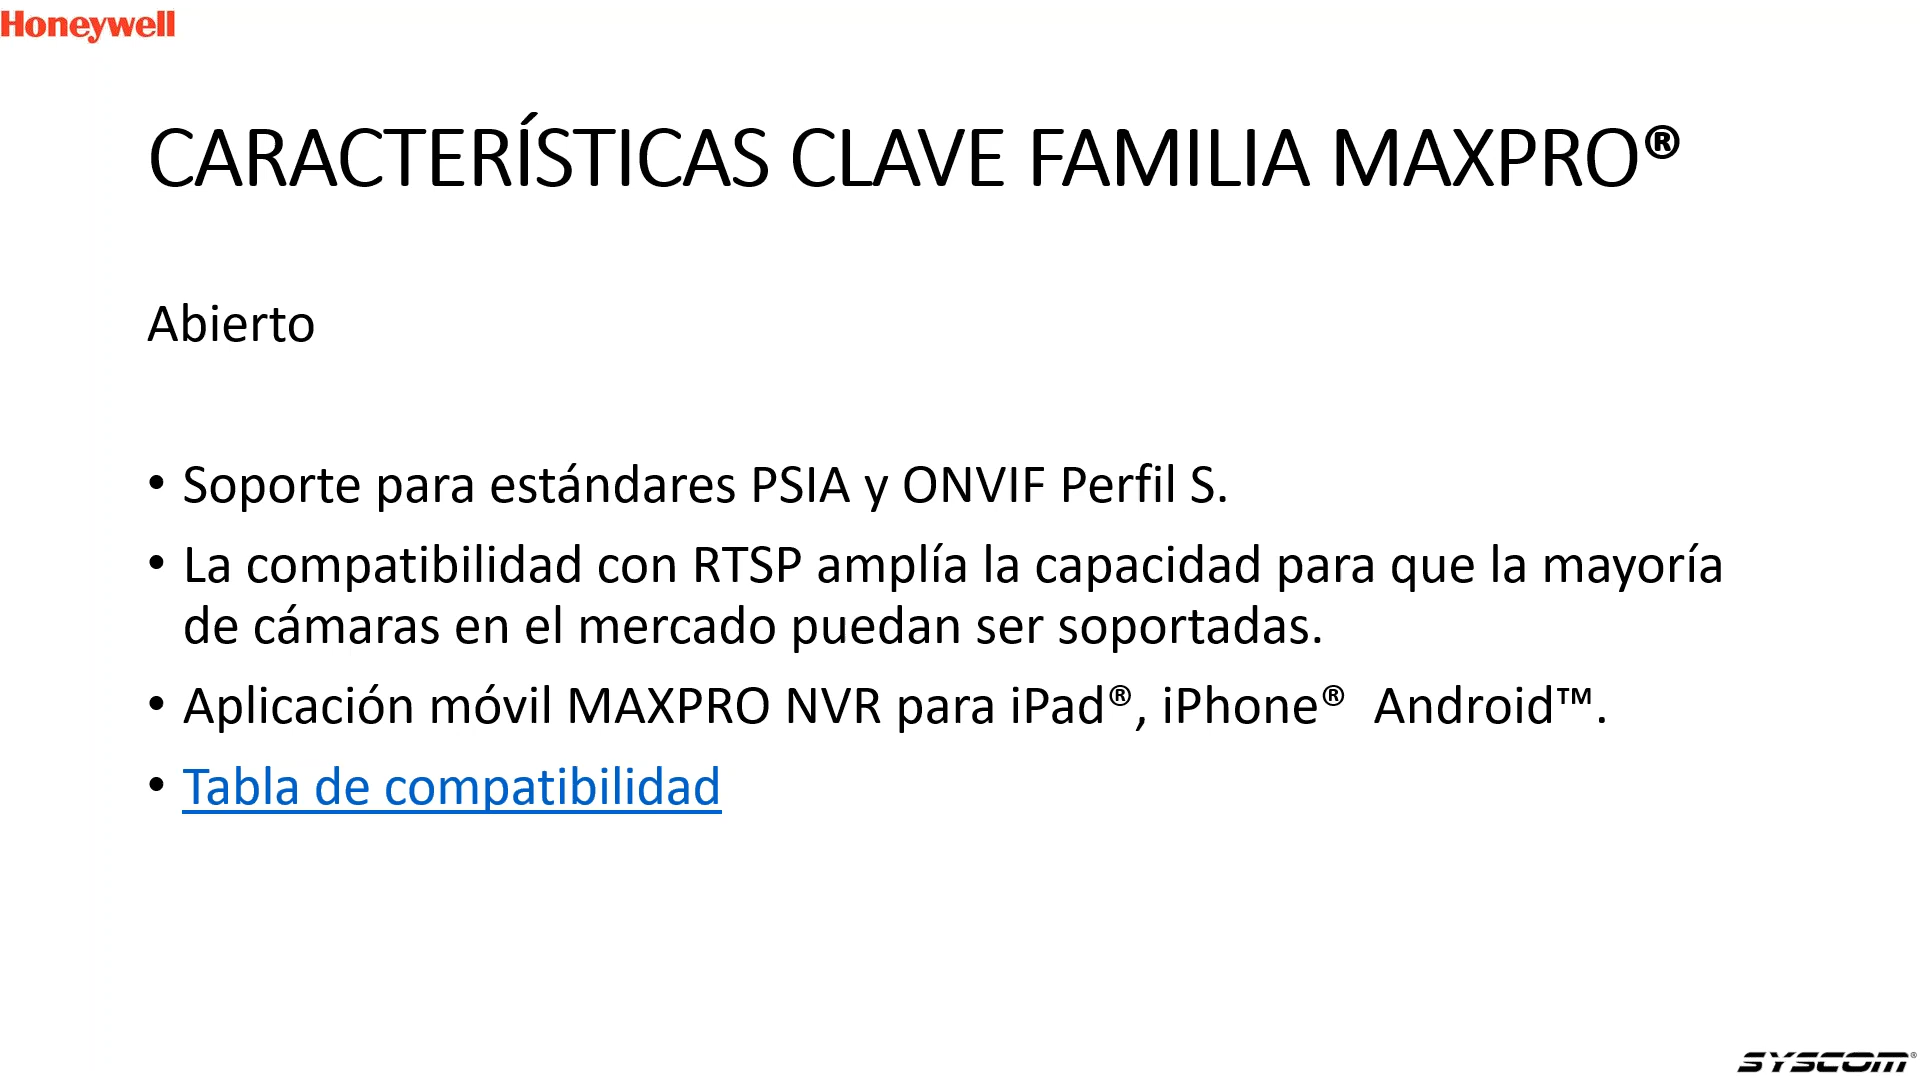 Honeywell
CARACTERÍSTICAS CLAVE FAMILIA MAXPRO®
Abierto
• Soporte para estándares PSIA y ONVIF Perfil S.
• La compatibilidad con RTSP amplía la capacidad para que la mayoría
de cámaras en el mercado puedan ser soportadas.
• Aplicación móvil MAXPRO NVR para iPad®, iPhone® Android™.
• Tabla de compatibilidad
SYSCOM®